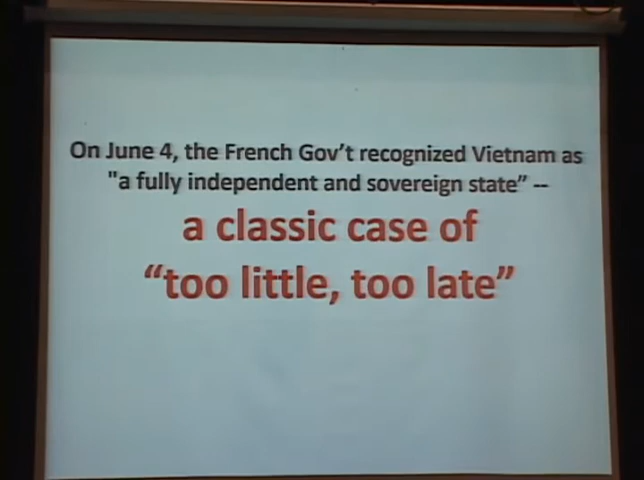 On June 4, the French Gov't recognized Vietnam as
"a fully independent and sovereign state” --
a classic case of
“too little, too late”